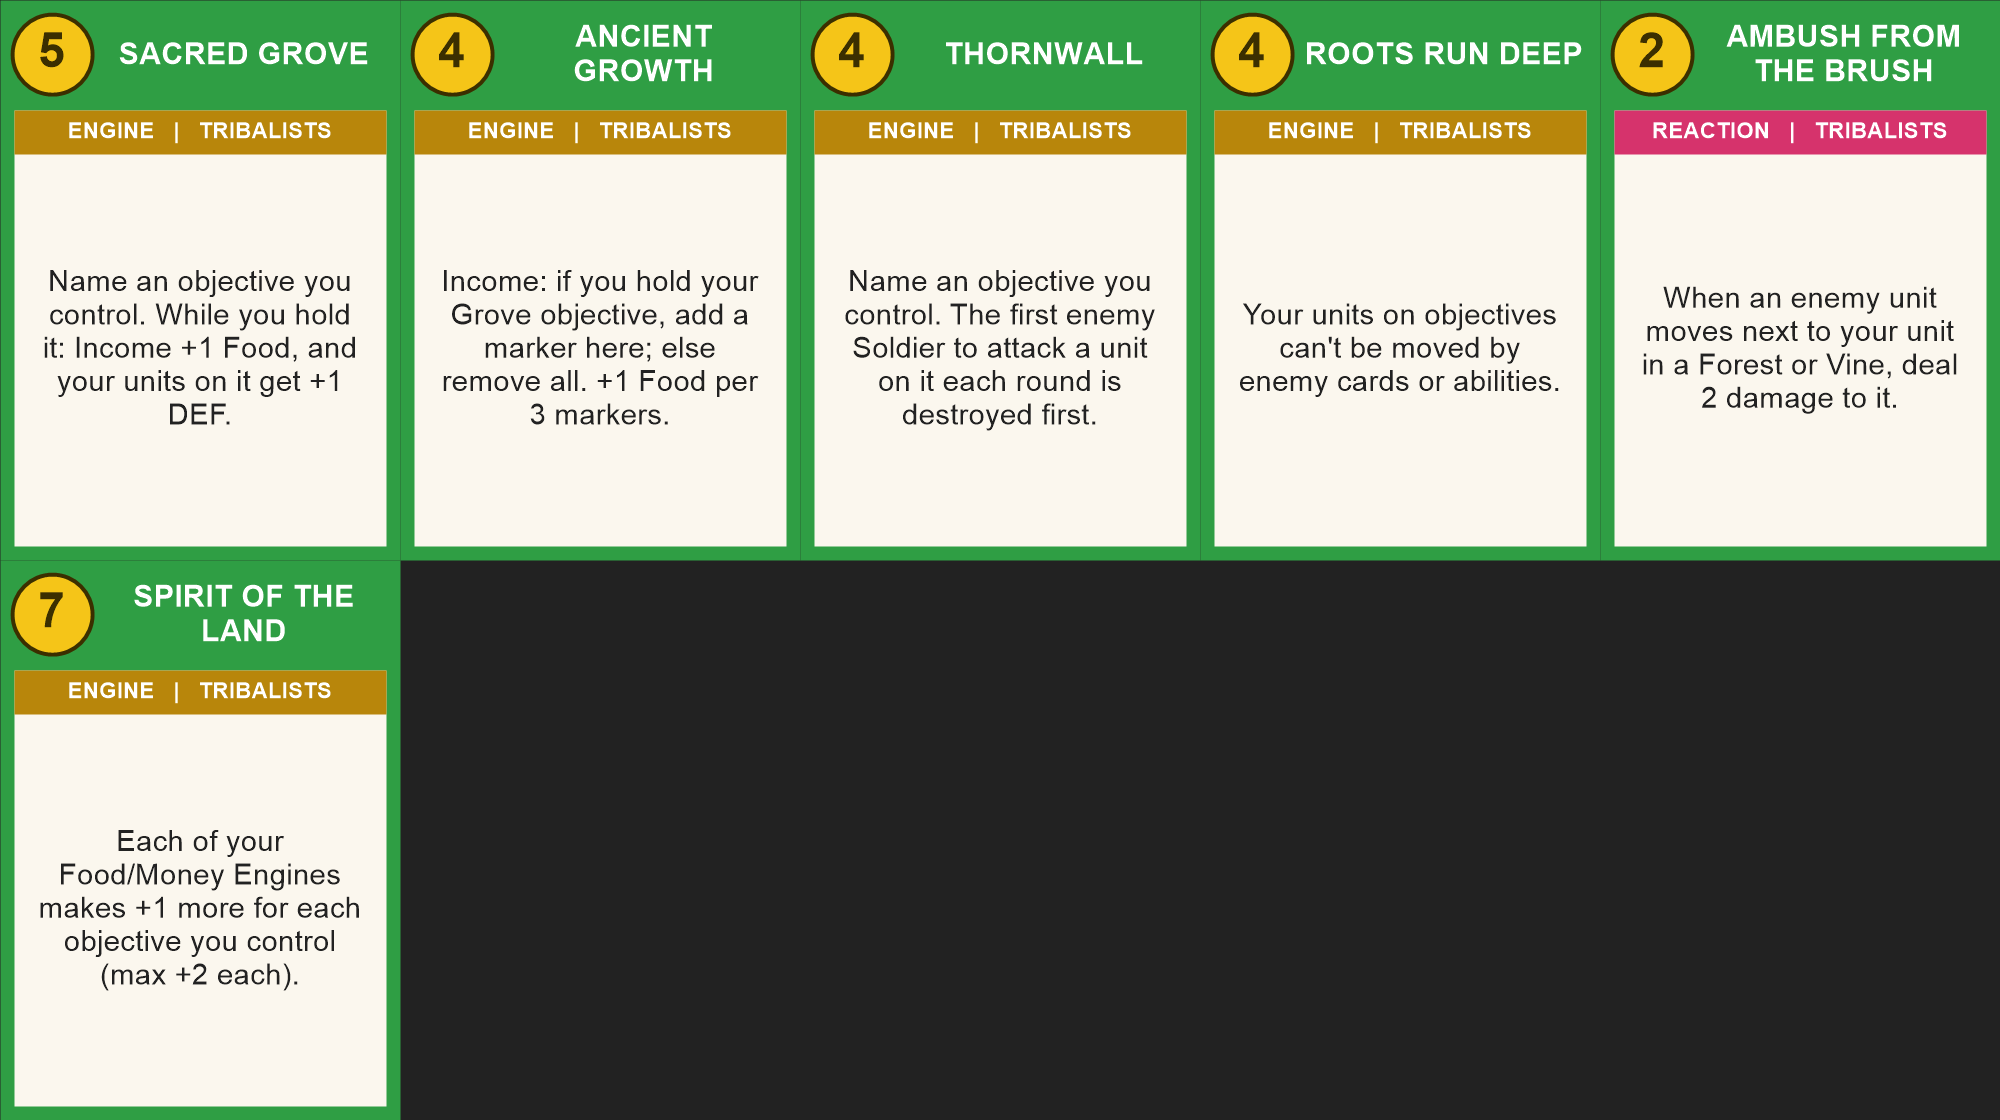 5
SACRED GROVE
ENGINE | TRIBALISTS
Name an objective you
control. While you hold
it: Income +1 Food, and
your units on it get +1
DEF.
4
ANCIENT
GROWTH
ENGINE | TRIBALISTS
Income: if you hold your
Grove objective, add a
marker here; else
remove all. +1 Food per
3 markers.
4
THORNWALL
ENGINE | TRIBALISTS
Name an objective you
control. The first enemy
Soldier to attack a unit
on it each round is
destroyed first.
4
ROOTS RUN DEEP
ENGINE | TRIBALISTS
Your units on objectives
can't be moved by
enemy cards or abilities.
2
AMBUSH FROM
THE BRUSH
REACTION | TRIBALISTS
When an enemy unit
moves next to your unit
in a Forest or Vine, deal
2 damage to it.
7
SPIRIT OF THE
LAND
ENGINE | TRIBALISTS
Each of your
Food/Money Engines
makes +1 more for each
objective you control
(max +2 each).